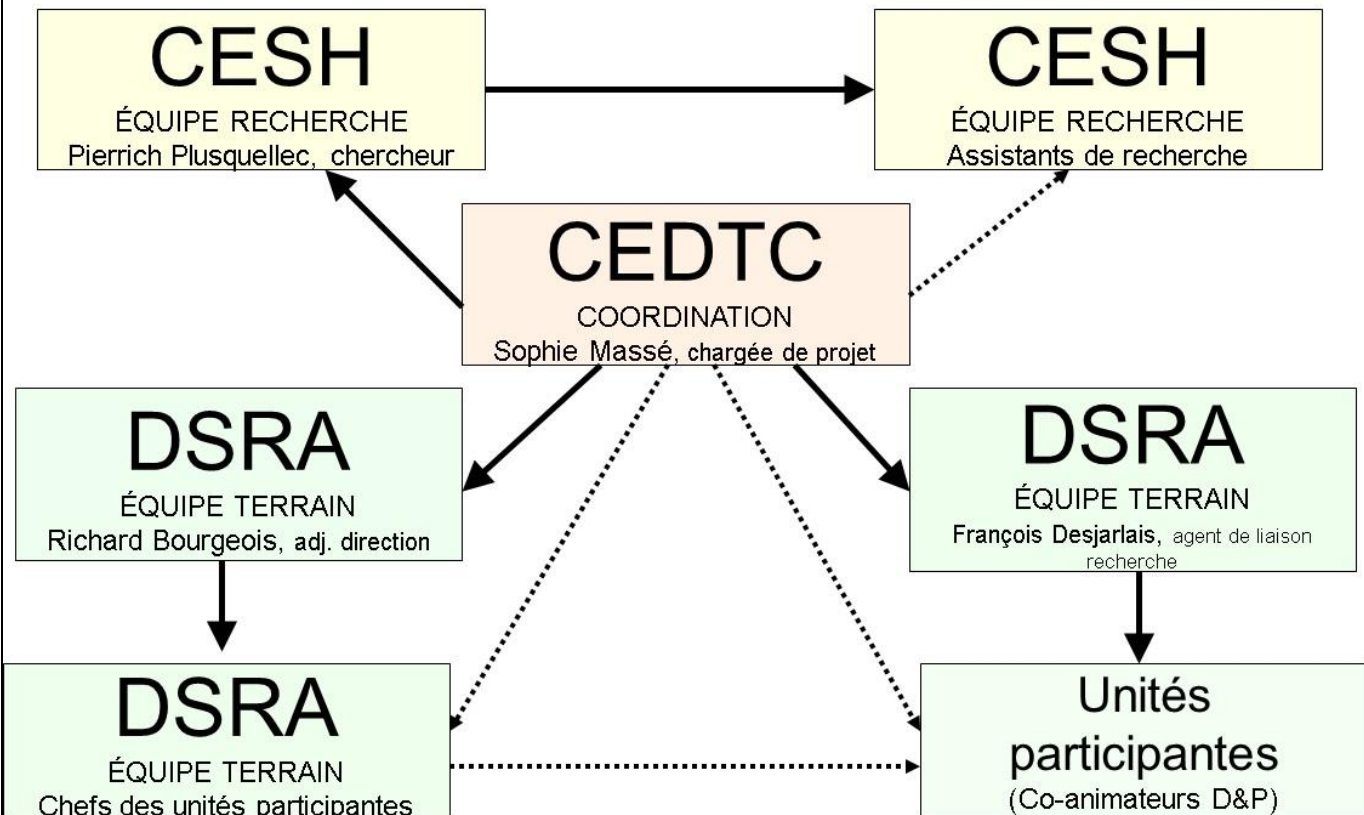 CESH
ÉQUIPE RECHERCHE
Pierrich Plusquellec, chercheur
CESH
ÉQUIPE RECHERCHE
Assistants de recherche
CEDTC
COORDINATION
Sophie Massé, chargée de projet
DSRA
ÉQUIPE TERRAIN
Richard Bourgeois, adj. direction
DSRA
ÉQUIPE TERRAIN
François Desjarlais, agent de liaison
recherche
DSRA
ÉQUIPE TERRAIN
Chefs des unités participantes
Unités
participantes
(Co-animateurs D&P)